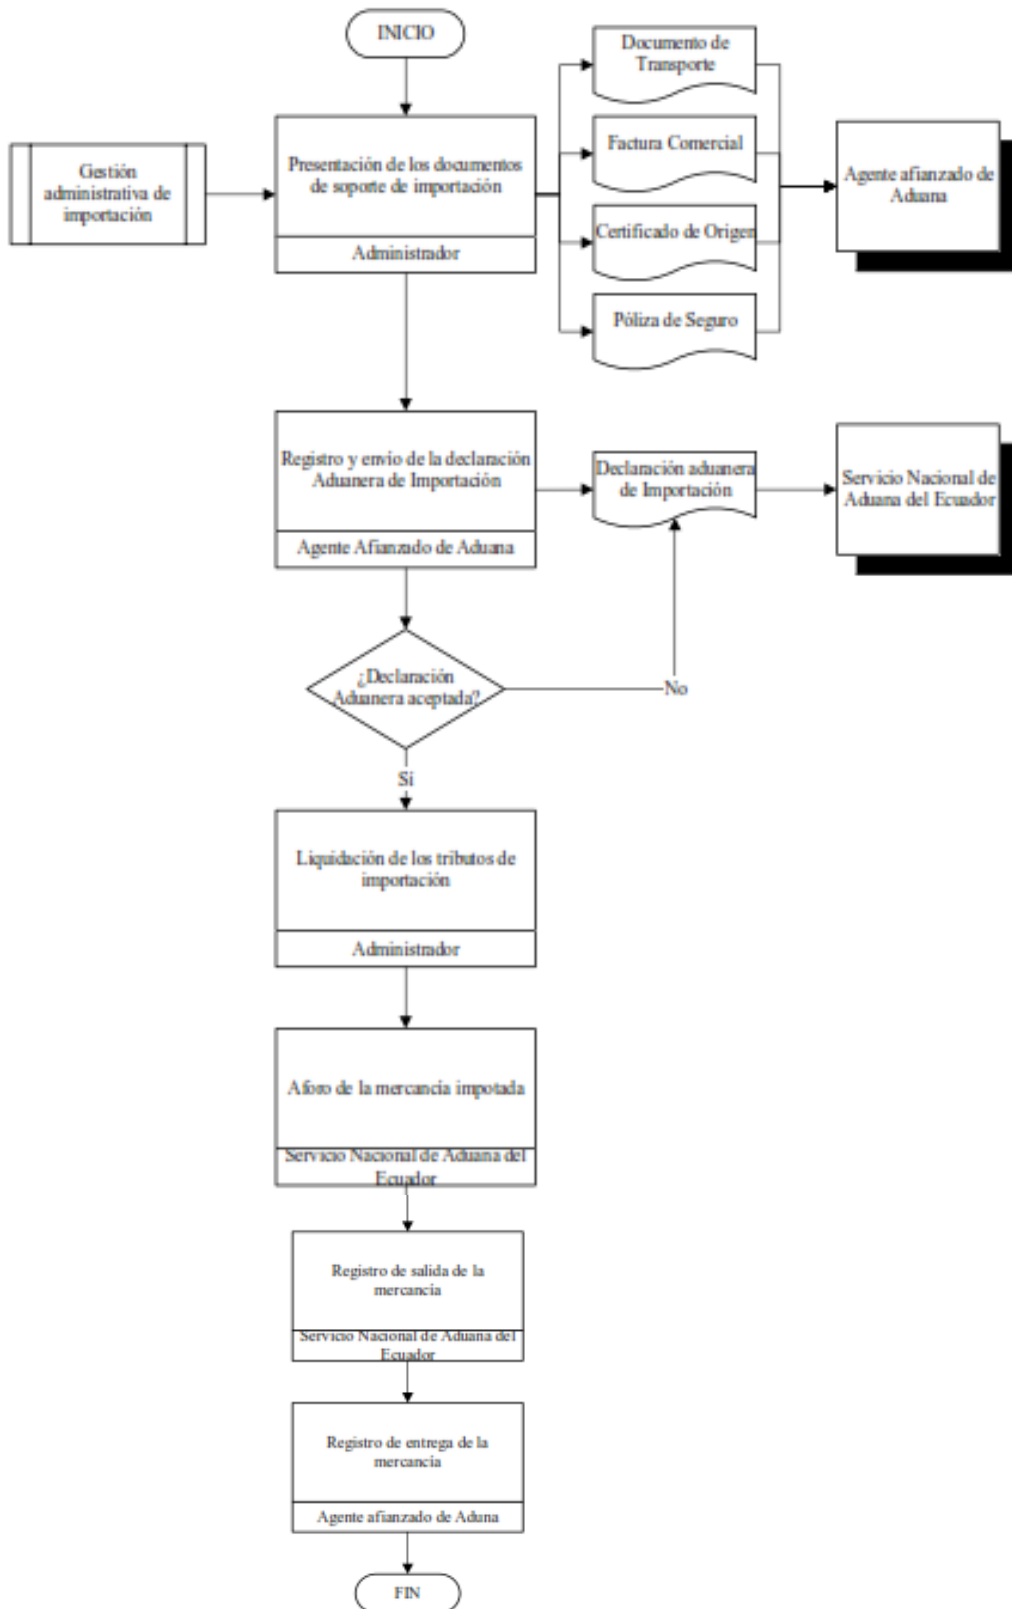 INICIO
Documento de
Transporte
Gestión
administrativa de
importación
Presentación de los documentos
de soporte de importación
Administrador
Factura Comercial
Certificado de Origen
Póliza de Seguro
Agente afianzado de
Aduana
Registro y envio de la declaración
Aduanera de Importación
Agente Afianzado de Aduana
Declaración aduanera
de Importación
Servicio Nacional de
Aduana del Ecuador
¿Declaración
Aduanera aceptada?
No
Sí
Liquidación de los tributos de
importación
Administrador
Aforo de la mercancía impotada
Servicio Nacional de Aduana del
Ecuador
Registro de salida de la
mercancía
Servicio Nacional de Aduana del
Ecuador
Registro de entrega de la
mercancía
Agente afianzado de Aduna
FIN